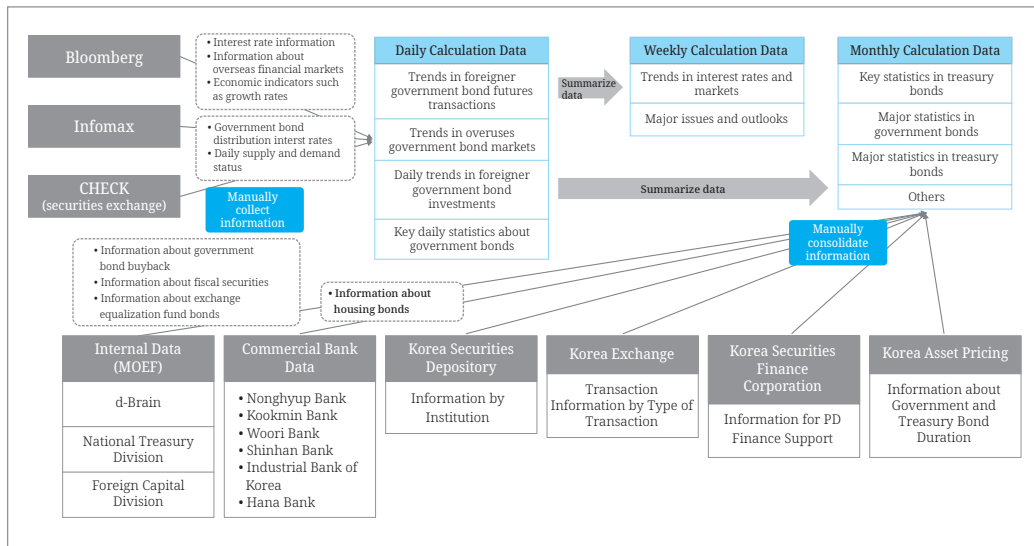 Bloomberg
• Interest rate information
• Information about
overseas financial markets
• Economic indicators such
as growth rates
Infomax
• Government bond
distribution interst rates
• Daily supply and demand
status
CHECK
(securities exchange)
Manually
collect
information
Daily Calculation Data
Trends in foreigner
government bond futures
transactions
Trends in overuses
government bond markets
Daily trends in foreigner
government bond
investments
Key daily statistics about
government bonds
Summarize
data
Weekly Calculation Data
Trends in interest rates and
markets
Major issues and outlooks
Summarize data
Monthly Calculation Data
Key statistics in treasury
bonds
Major statistics in
government bonds
Major statistics in treasury
bonds
Others
Manually
consolidate
information
• Information about government
bond buyback
• Information about fiscal securities
• Information about exchange
equalization fund bonds
• Information about
housing bonds
Internal Data
(MOEF)
d-Brain
National Treasury
Division
Foreign Capital
Division
Commercial Bank
Data
• Nonghyup Bank
• Kookmin Bank
• Woori Bank
• Shinhan Bank
• Industrial Bank of
Korea
• Hana Bank
Korea Securities
Depository
Information by
Institution
Korea Exchange
Transaction
Information by Type of
Transaction
Korea Securities
Finance
Corporation
Information for PD
Finance Support
Korea Asset Pricing
Information about
Government and
Treasury Bond
Duration